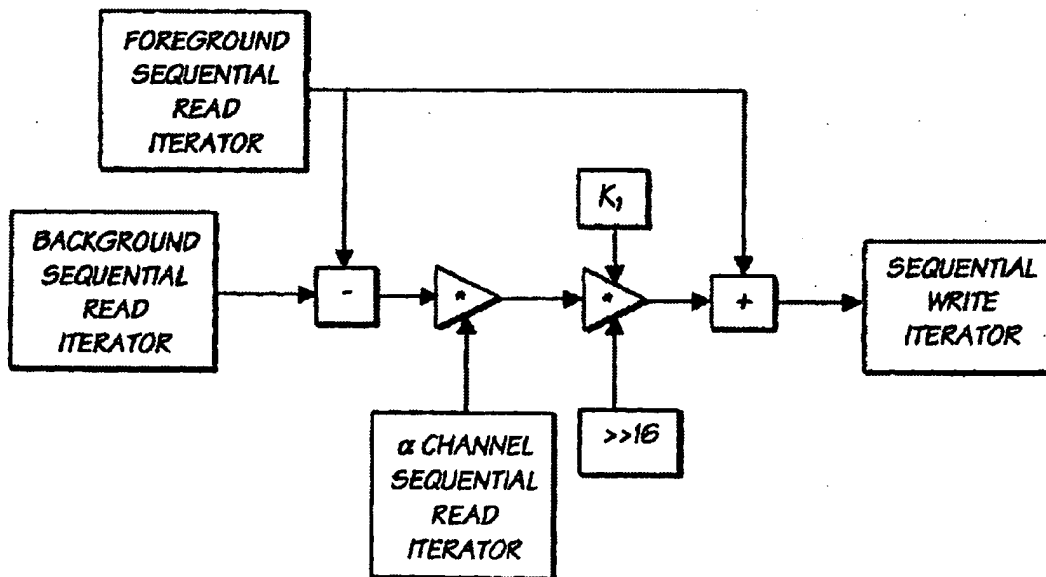 FOREGROUND
SEQUENTIAL
READ
ITERATOR
BACKGROUND
SEQUENTIAL
READ
ITERATOR
-
*
K₁
*
>>16
+
SEQUENTIAL
WRITE
ITERATOR
α CHANNEL
SEQUENTIAL
READ
ITERATOR